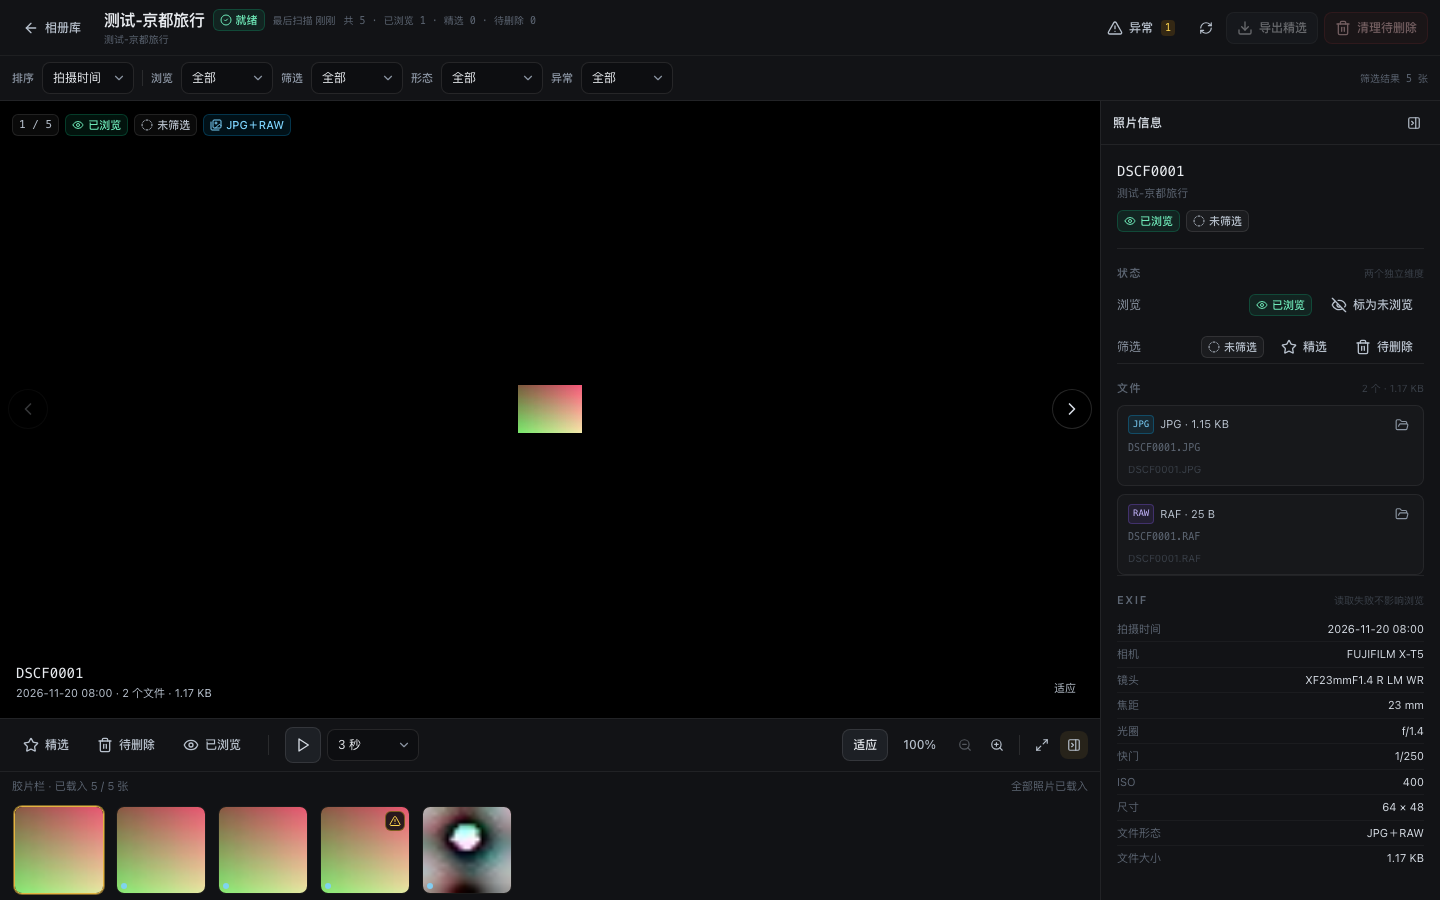 相册库
测试-京都旅行 就绪 最后扫描 刚刚 共 5 · 已浏览 1 · 精选 0 · 待删除 0
测试-京都旅行
异常 1 导出精选 清理待删除
排序 拍摄时间 浏览 全部 筛选 全部 形态 全部 异常 全部 筛选结果 5 张
1 / 5 已浏览 未筛选 JPG+RAW
DSCF0001
2026-11-20 08:00 · 2 个文件 · 1.17 KB
适应
精选 待删除 已浏览 3 秒 适应 100%
胶片栏 · 已载入 5 / 5 张 全部照片已载入
照片信息
DSCF0001
测试-京都旅行
已浏览 未筛选
状态 两个独立维度
浏览 已浏览 标为未浏览
筛选 未筛选 精选 待删除
文件 2 个 · 1.17 KB
JPG JPG · 1.15 KB
DSCF0001.JPG
DSCF0001.JPG
RAW RAF · 25 B
DSCF0001.RAF
DSCF0001.RAF
EXIF 读取失败不影响浏览
拍摄时间 2026-11-20 08:00
相机 FUJIFILM X-T5
镜头 XF23mmF1.4 R LM WR
焦距 23 mm
光圈 f/1.4
快门 1/250
ISO 400
尺寸 64 × 48
文件形态 JPG+RAW
文件大小 1.17 KB